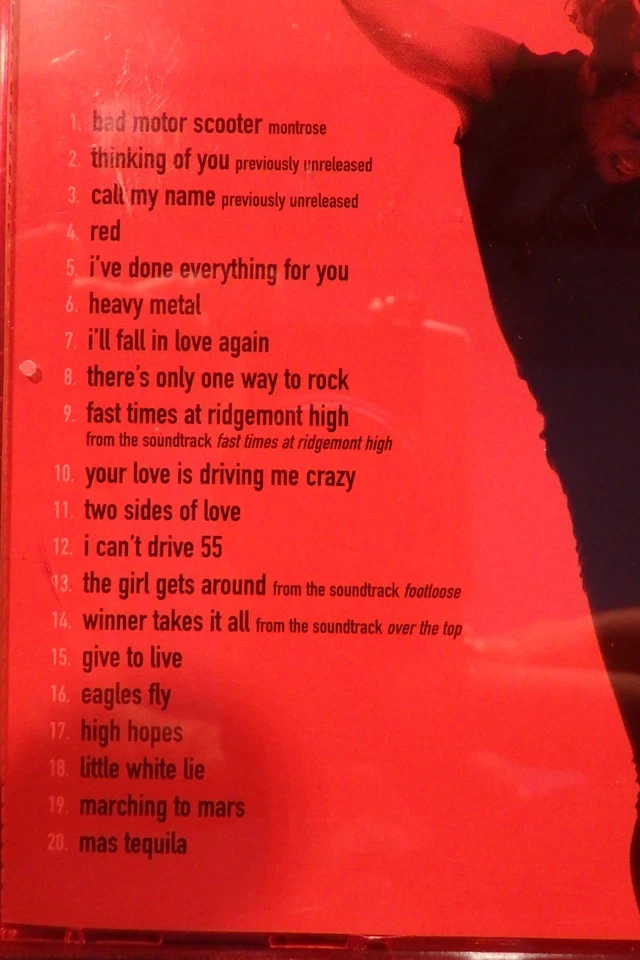 1. bad motor scooter montrose
2. thinking of you previously unreleased
3. call my name previously unreleased
4. red
5. i've done everything for you
6. heavy metal
7. i'll fall in love again
8. there's only one way to rock
9. fast times at ridgemont high
from the soundtrack fast times at ridgemont high
10. your love is driving me crazy
11. two sides of love
12. i can't drive 55
13. the girl gets around from the soundtrack footloose
14. winner takes it all from the soundtrack over the top
15. give to live
16. eagles fly
17. high hopes
18. little white lie
19. marching to mars
20. mas tequila